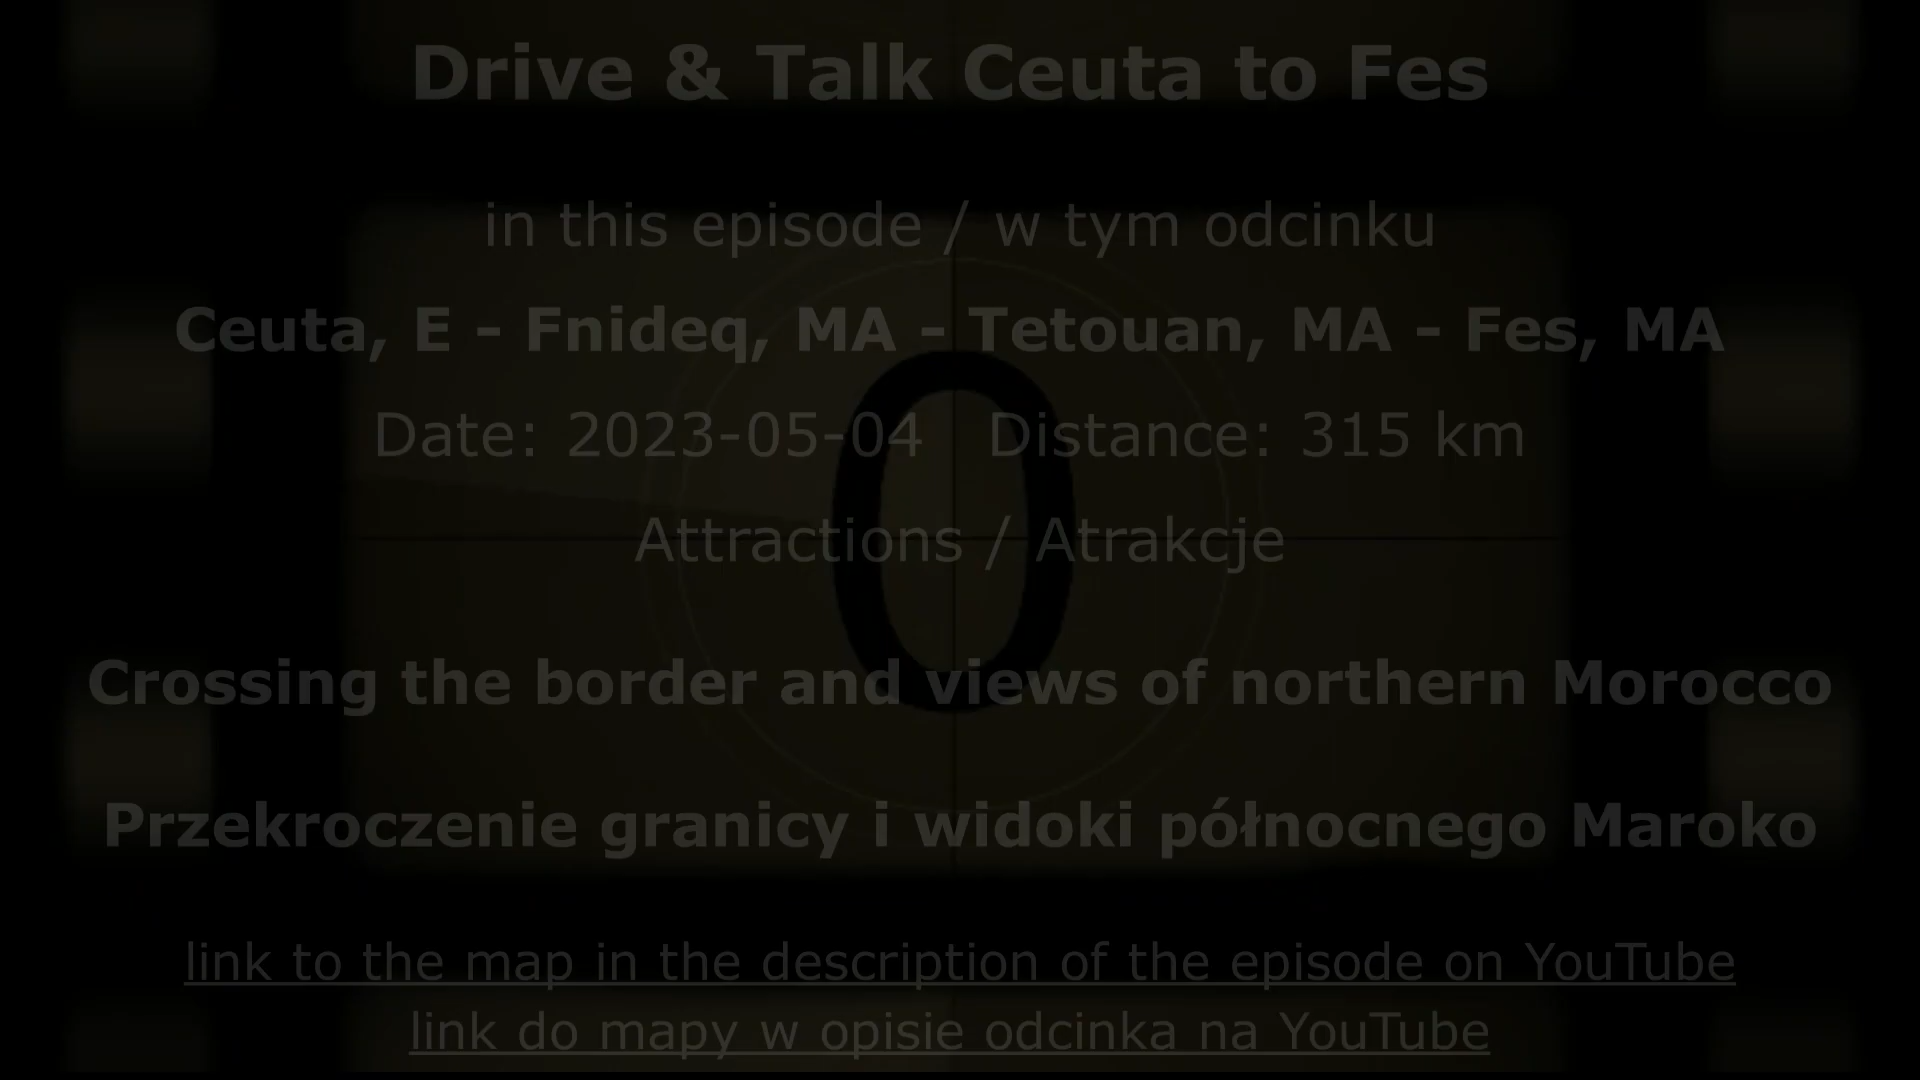 Drive & Talk Ceuta to Fes
in this episode / w tym odcinku
Ceuta, E - Fnideq, MA - Tetouan, MA - Fes, MA
Date: 2023-05-04 Distance: 315 km
0
Attractions / Atrakcje
Crossing the border and views of northern Morocco
Przekroczenie granicy i widoki północnego Maroko
link to the map in the description of the episode on YouTube
link do mapy w opisie odcinka na YouTube